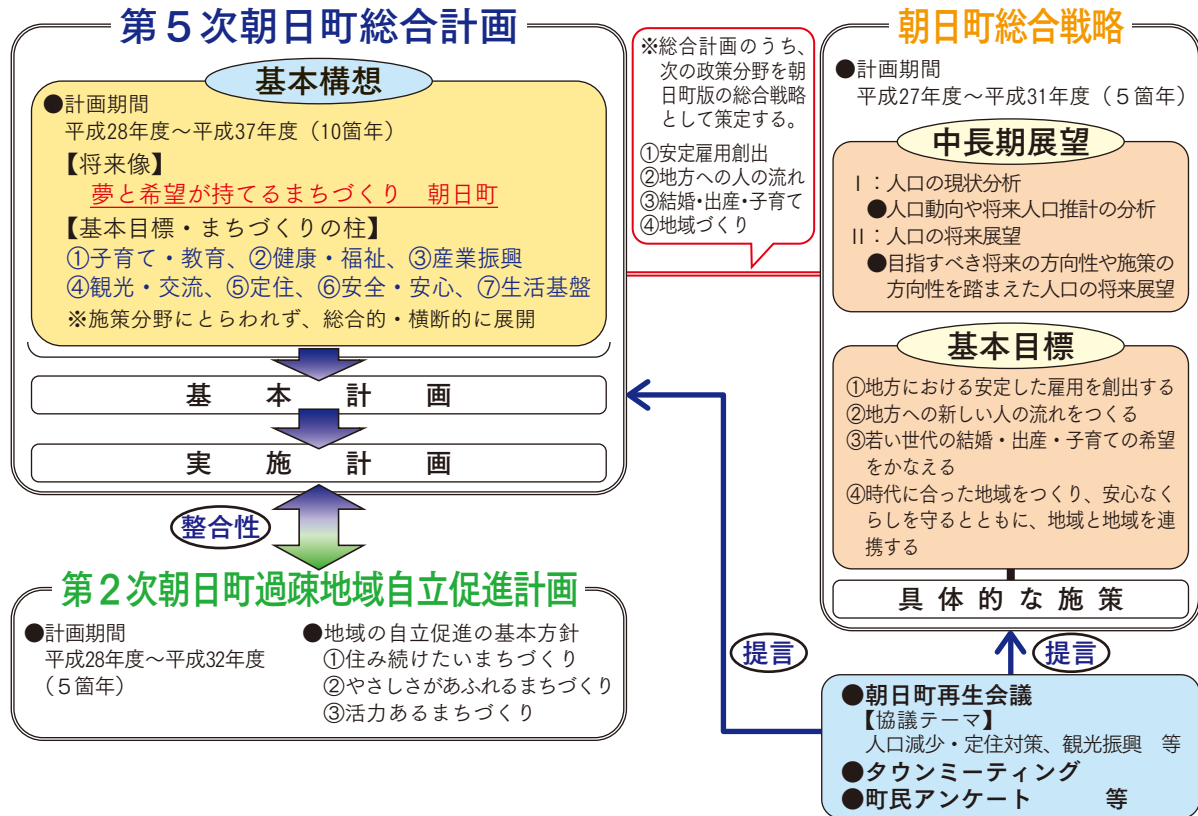 第５次朝日町総合計画
基本構想
●計画期間
平成28年度～平成37年度（10箇年）
【将来像】
夢と希望が持てるまちづくり　朝日町
【基本目標・まちづくりの柱】
①子育て・教育、②健康・福祉、③産業振興
④観光・交流、⑤定住、⑥安全・安心、⑦生活基盤
※施策分野にとらわれず、総合的・横断的に展開
基本計画
実施計画
整合性
第２次朝日町過疎地域自立促進計画
●計画期間
平成28年度～平成32年度
（５箇年）
●地域の自立促進の基本方針
①住み続けたいまちづくり
②やさしさがあふれるまちづくり
③活力あるまちづくり
※総合計画のうち、
次の政策分野を朝
日町版の総合戦略
として策定する。
①安定雇用創出
②地方への人の流れ
③結婚・出産・子育て
④地域づくり
朝日町総合戦略
●計画期間
平成27年度～平成31年度（５箇年）
中長期展望
Ⅰ：人口の現状分析
●人口動向や将来人口推計の分析
Ⅱ：人口の将来展望
●目指すべき将来の方向性や施策の
方向性を踏まえた人口の将来展望
基本目標
①地方における安定した雇用を創出する
②地方への新しい人の流れをつくる
③若い世代の結婚・出産・子育ての希望
をかなえる
④時代に合った地域をつくり、安心なく
らしを守るとともに、地域と地域を連
携する
具体的な施策
提言
提言
●朝日町再生会議
【協議テーマ】
人口減少・定住対策、観光振興　等
●タウンミーティング
●町民アンケート　　　等